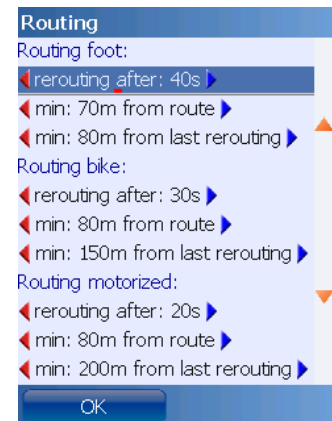 Routing
Routing foot:
rerouting after: 40s
min: 70m from route
min: 80m from last rerouting
Routing bike:
rerouting after: 30s
min: 80m from route
min: 150m from last rerouting
Routing motorized:
rerouting after: 20s
min: 80m from route
min: 200m from last rerouting
OK